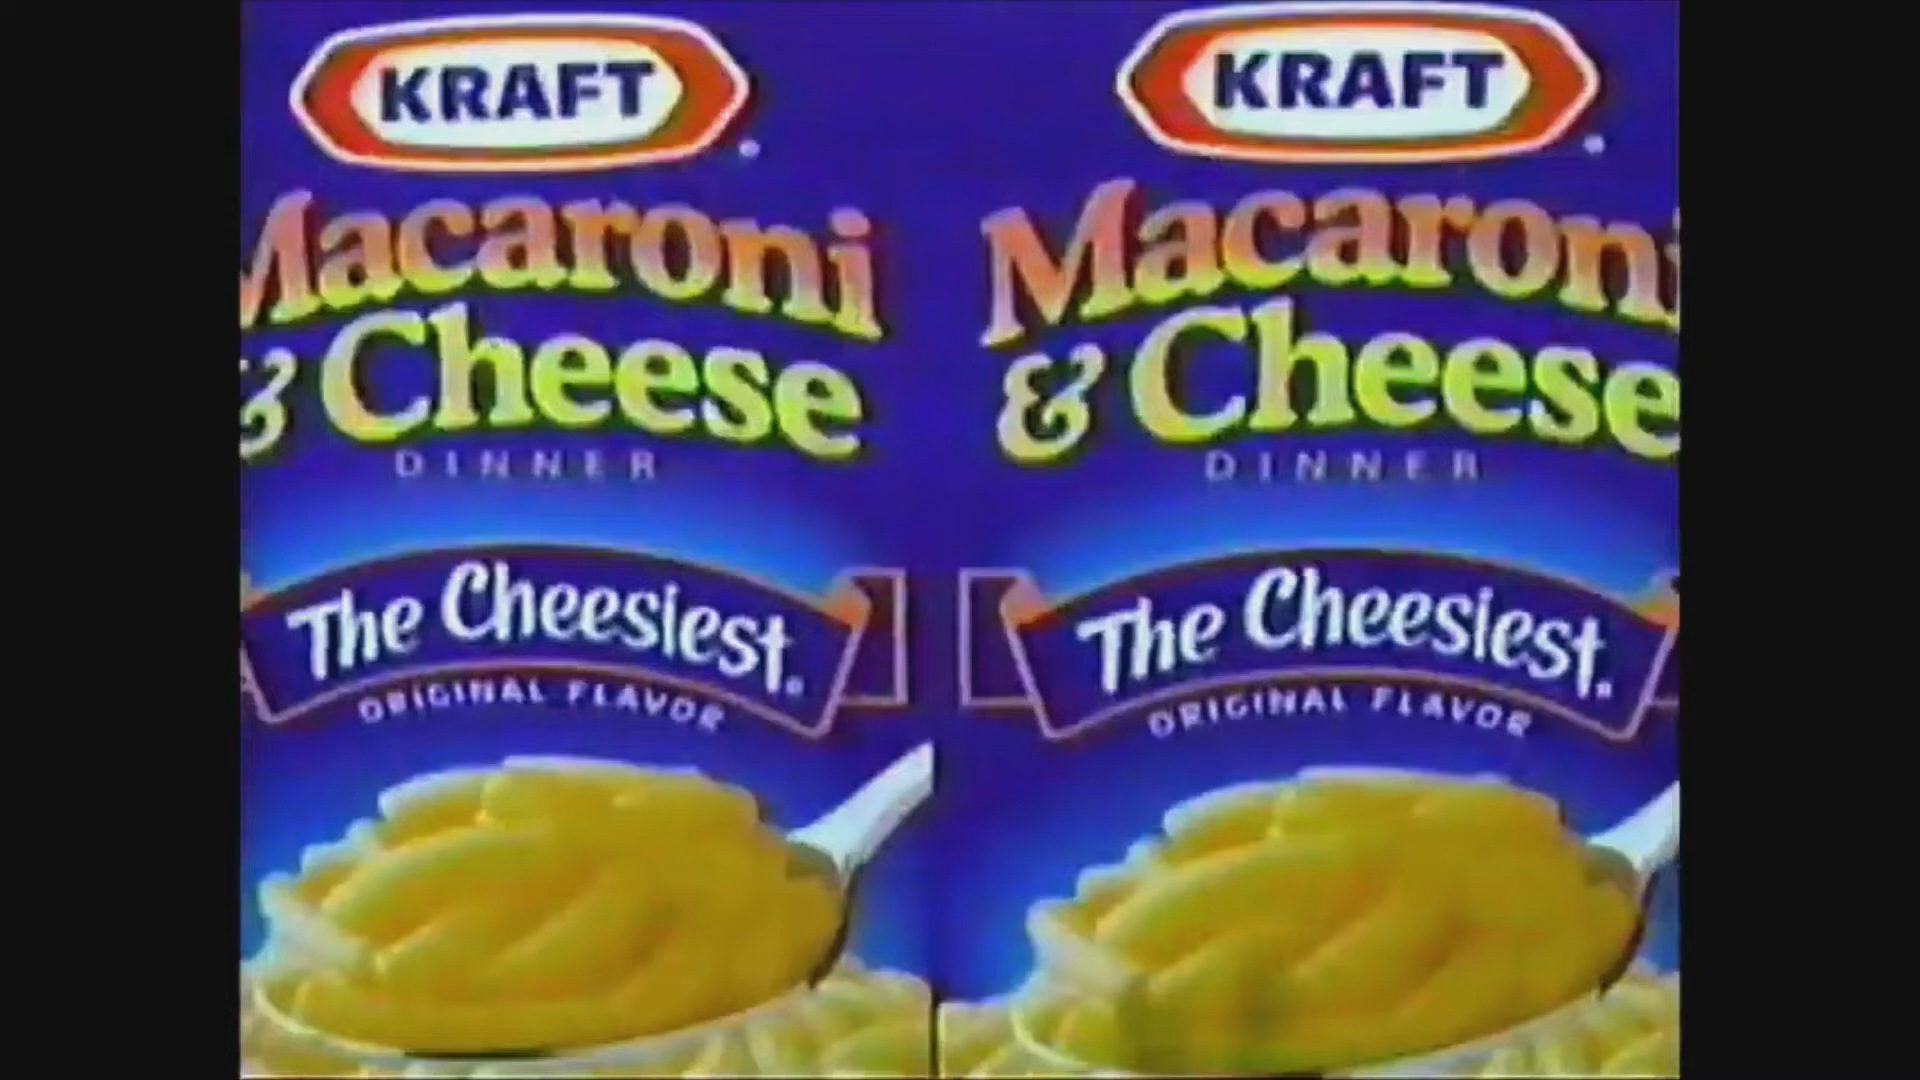 KRAFT
Macaroni
& Cheese
DINNER
The Cheesiest
ORIGINAL FLAVOR
KRAFT
Macaroni
& Cheese
DINNER
The Cheesiest
ORIGINAL FLAVOR